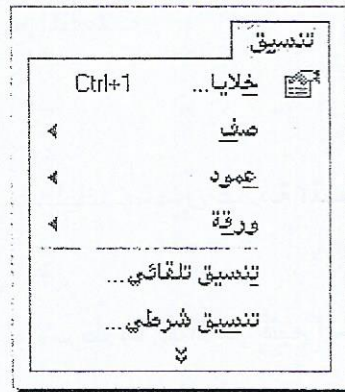 تنسيق
خلايا... Ctrl+1
صف
عمود
ورقة
تنسيق تلقائي...
تنسيق شرطي...